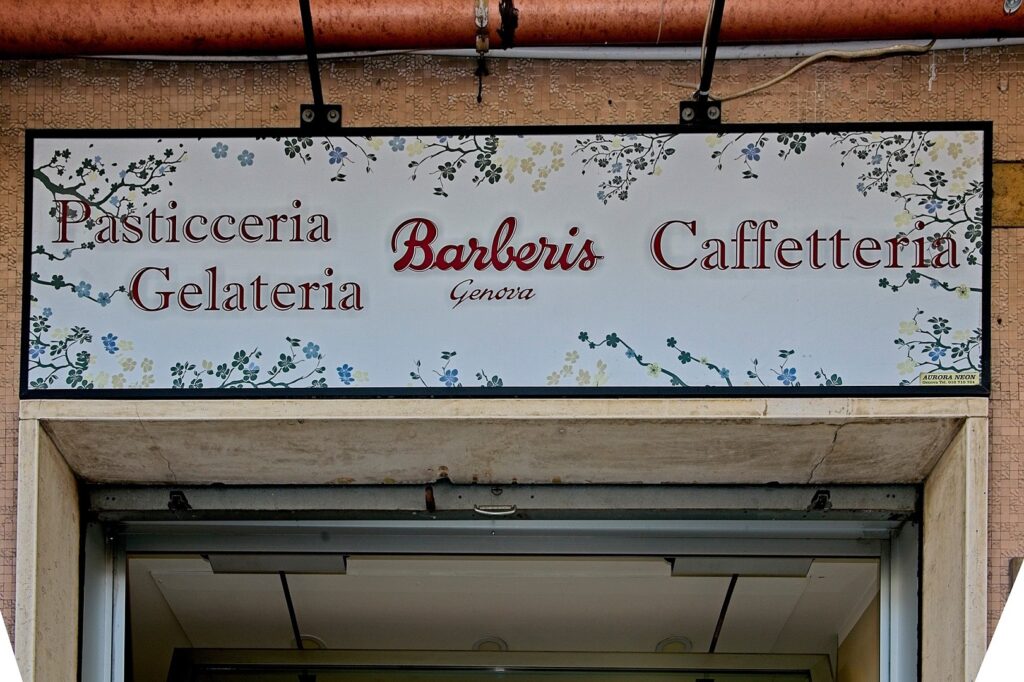 Pasticceria
Gelateria
Barberis
Genova
Caffetteria
AURORA NEON